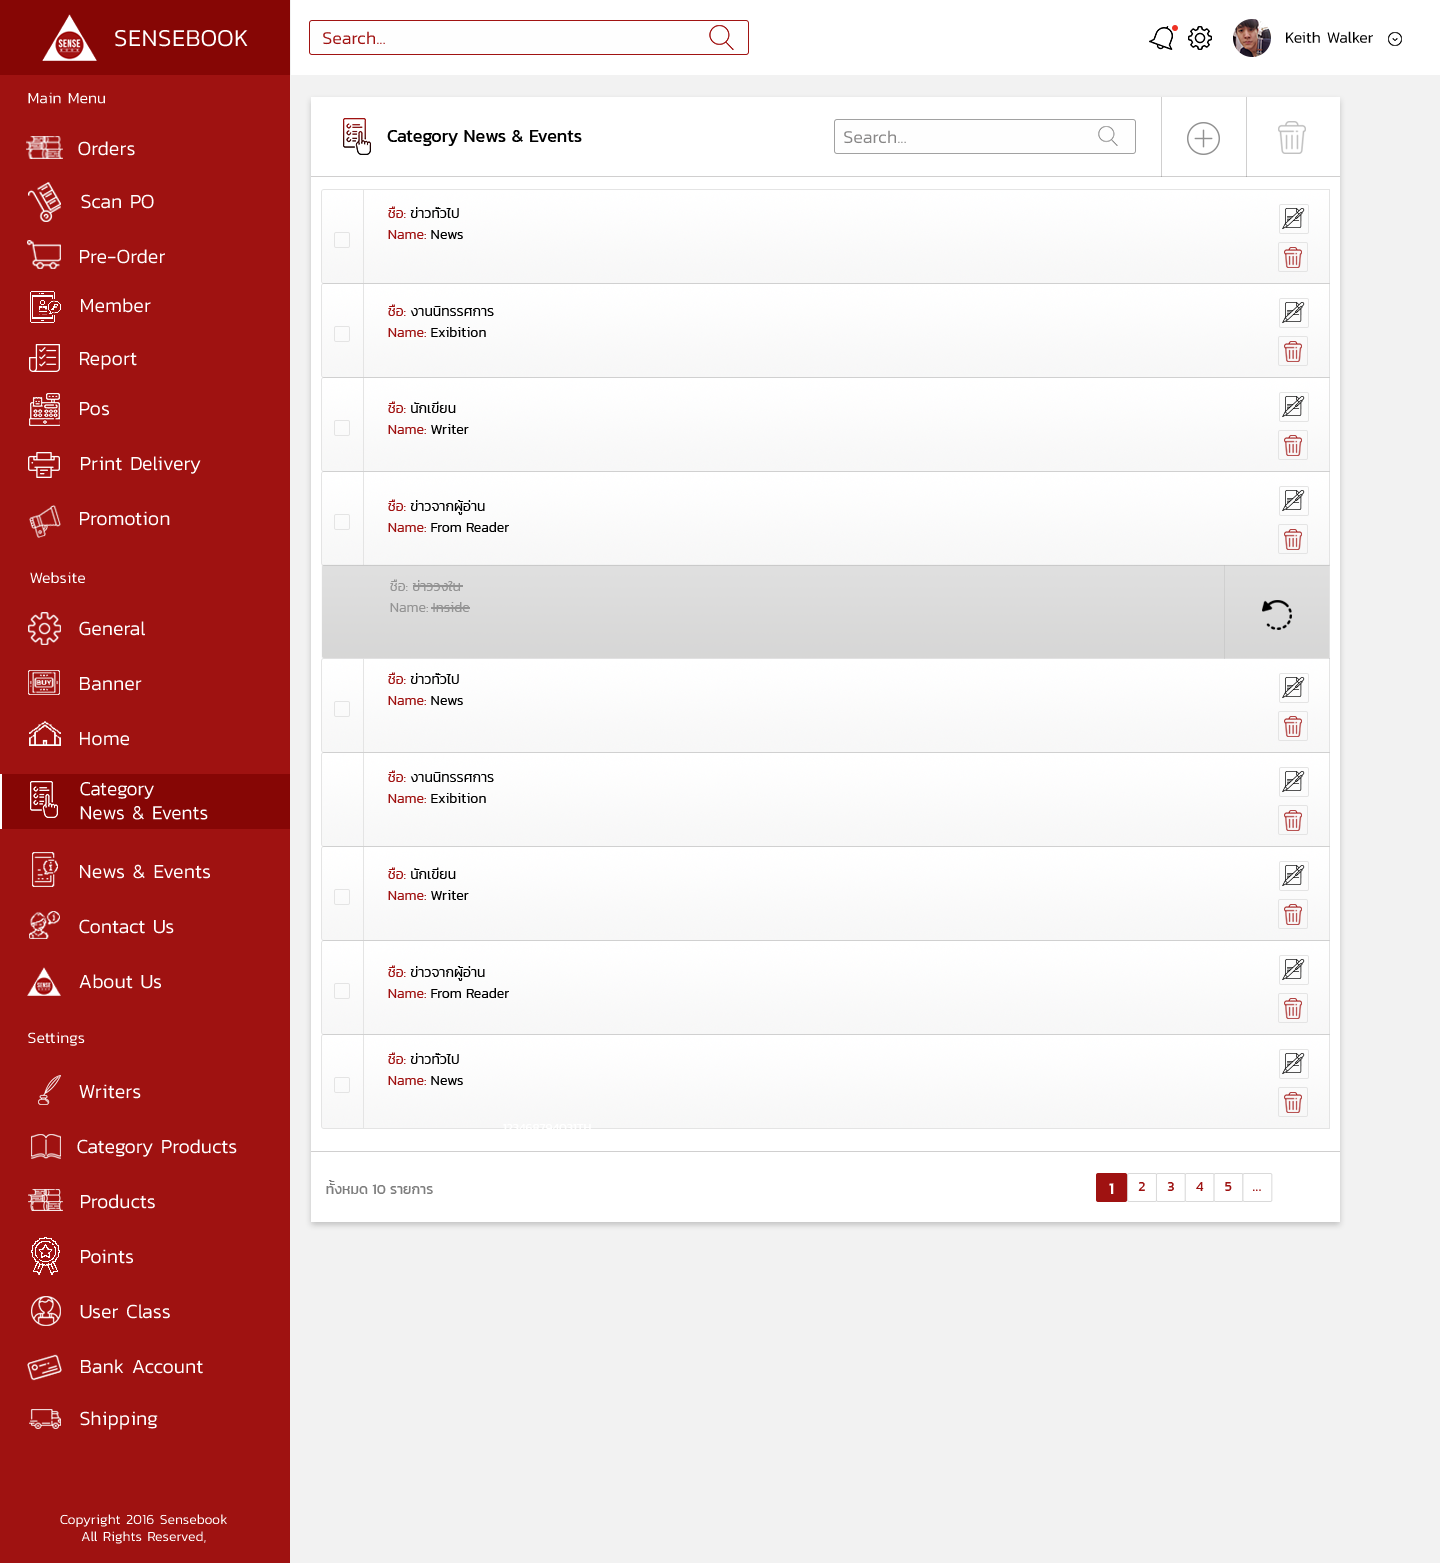 SENSE
SENSEBOOK
Search...
Keith Walker
Main Menu
Orders
Scan PO
Pre-Order
Member
Report
Pos
Print Delivery
Promotion
Website
General
BUY
Banner
Home
Category
News & Events
News & Events
Contact Us
SENSE
About Us
Settings
Writers
Category Products
Products
Points
User Class
Bank Account
Shipping
Copyright 2016 Sensebook
All Rights Reserved,
Category News & Events
Search...
ชื่อ: ข่าวทั่วไป
Name: News
ชื่อ: งานนิทรรศการ
Name: Exibition
ชื่อ: นักเขียน
Name: Writer
ชื่อ: ข่าวจากผู้อ่าน
Name: From Reader
ชื่อ: ข่าววงใน
Name: Inside
ชื่อ: ข่าวทั่วไป
Name: News
ชื่อ: งานนิทรรศการ
Name: Exibition
ชื่อ: นักเขียน
Name: Writer
ชื่อ: ข่าวจากผู้อ่าน
Name: From Reader
ชื่อ: ข่าวทั่วไป
Name: News
ทั้งหมด 10 รายการ
1 2 3 4 5 ...